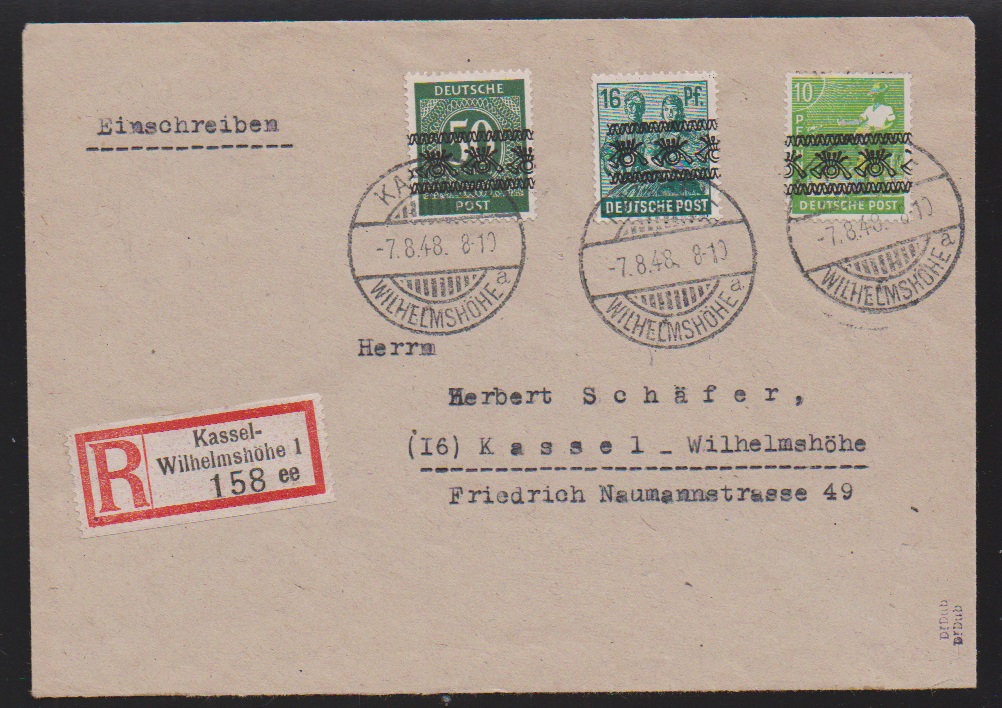 Einschreiben
DEUTSCHE
50
POST
16 Pf.
DEUTSCHE POST
10
DEUTSCHE POST
-7.8.48. 8-10
WILHELMSHÖHE a
-7.8.48. 8-10
WILHELMSHÖHE a
-7.8.48. 8-10
WILHELMSHÖHE a
Herrn
Herbert Schäfer,
(I6) Kassel - Wilhelmshöhe
Friedrich Naumannstrasse 49
R
Kassel-
Wilhelmshöhe 1
158 ee